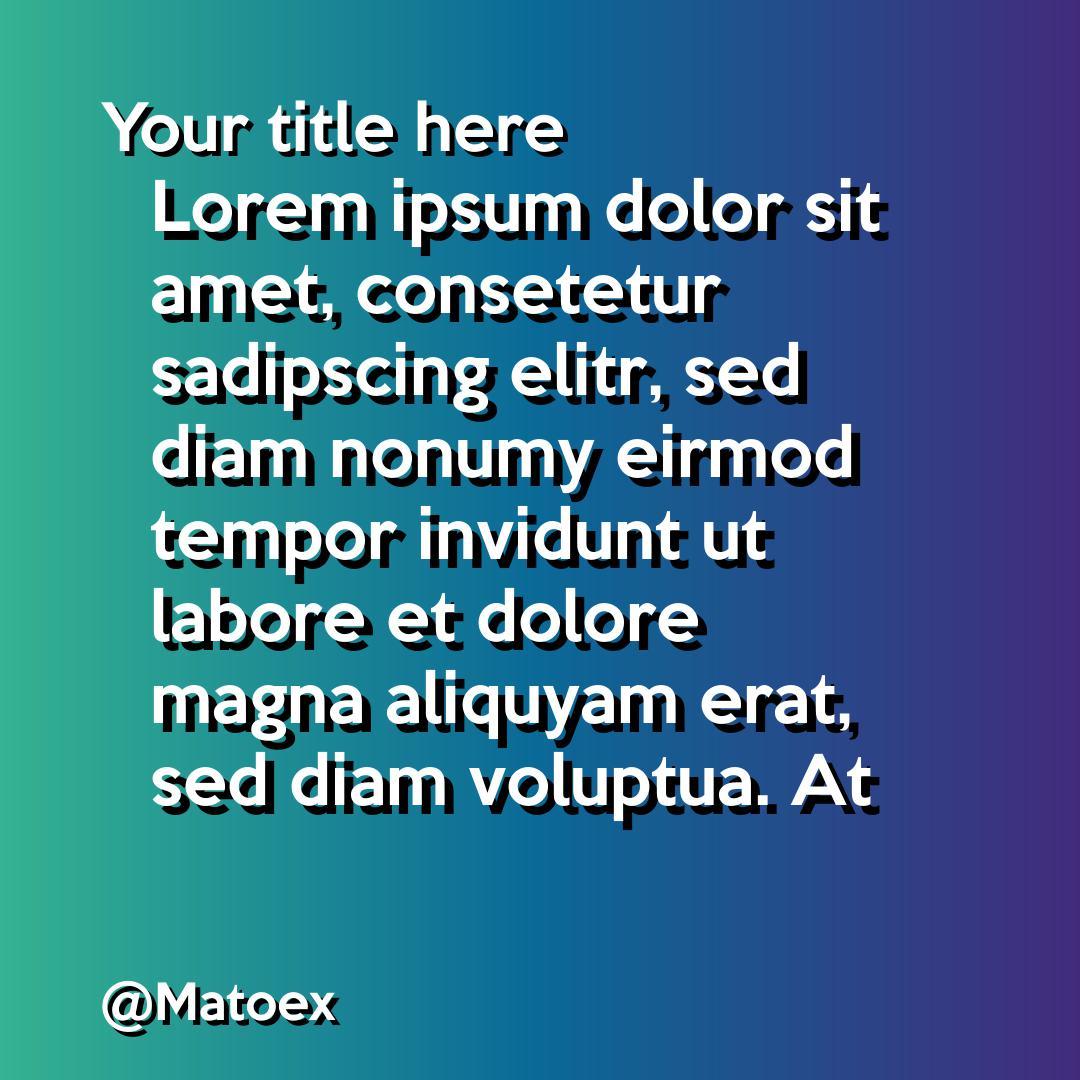 Your title here
Lorem ipsum dolor sit
amet, consetetur
sadipscing elitr, sed
diam nonumy eirmod
tempor invidunt ut
labore et dolore
magna aliquyam erat,
sed diam voluptua. At
@Matoex